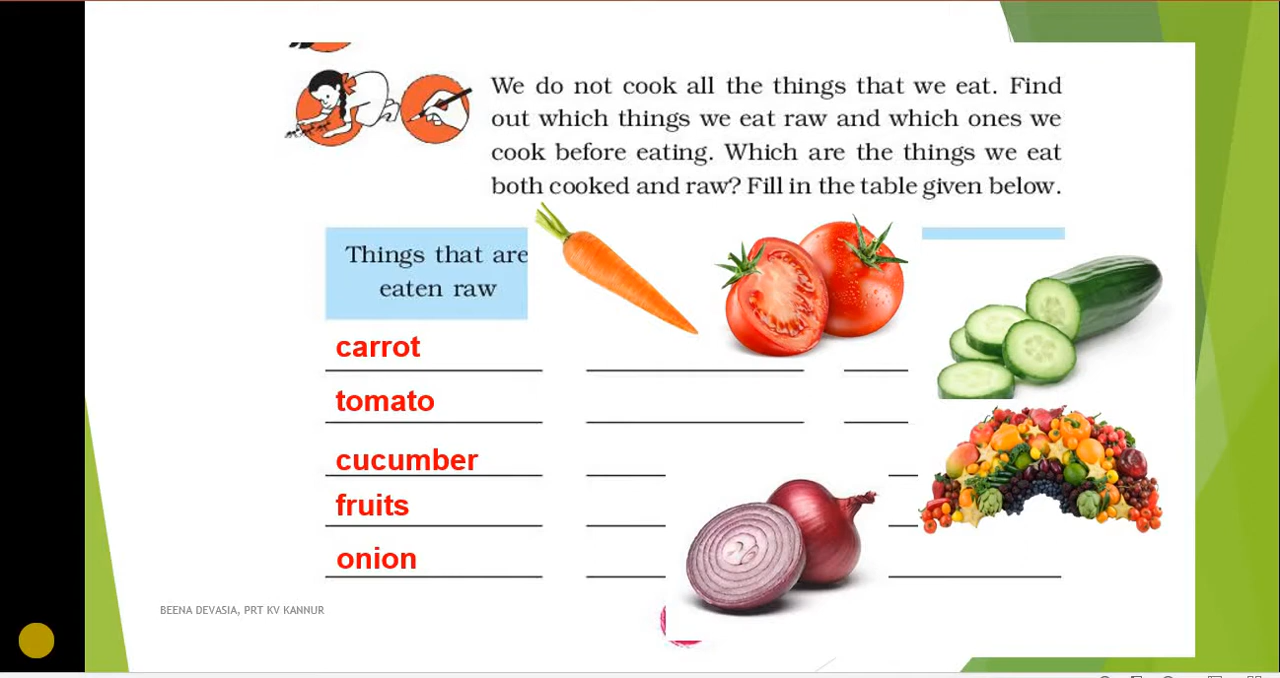 We do not cook all the things that we eat. Find
out which things we eat raw and which ones we
cook before eating. Which are the things we eat
both cooked and raw? Fill in the table given below.
Things that are
eaten raw
carrot
tomato
cucumber
fruits
onion
BEENA DEVASIA, PRT KV KANNUR